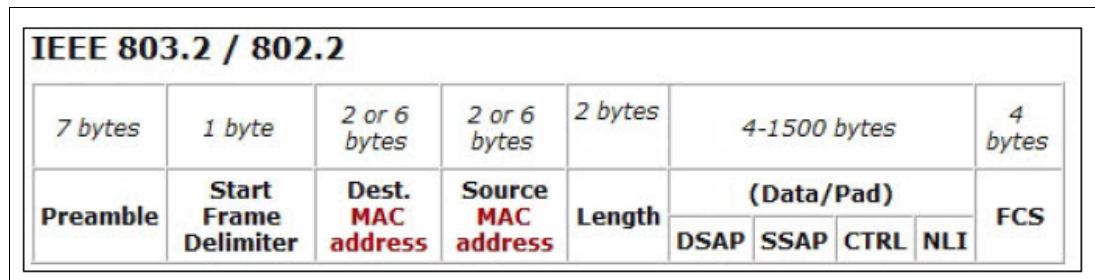 IEEE 803.2 / 802.2
7 bytes 1 byte 2 or 6 bytes 2 or 6 bytes 2 bytes 4-1500 bytes 4 bytes
Preamble Start Frame Delimiter Dest. MAC address Source MAC address Length (Data/Pad) FCS
DSAP SSAP CTRL NLI